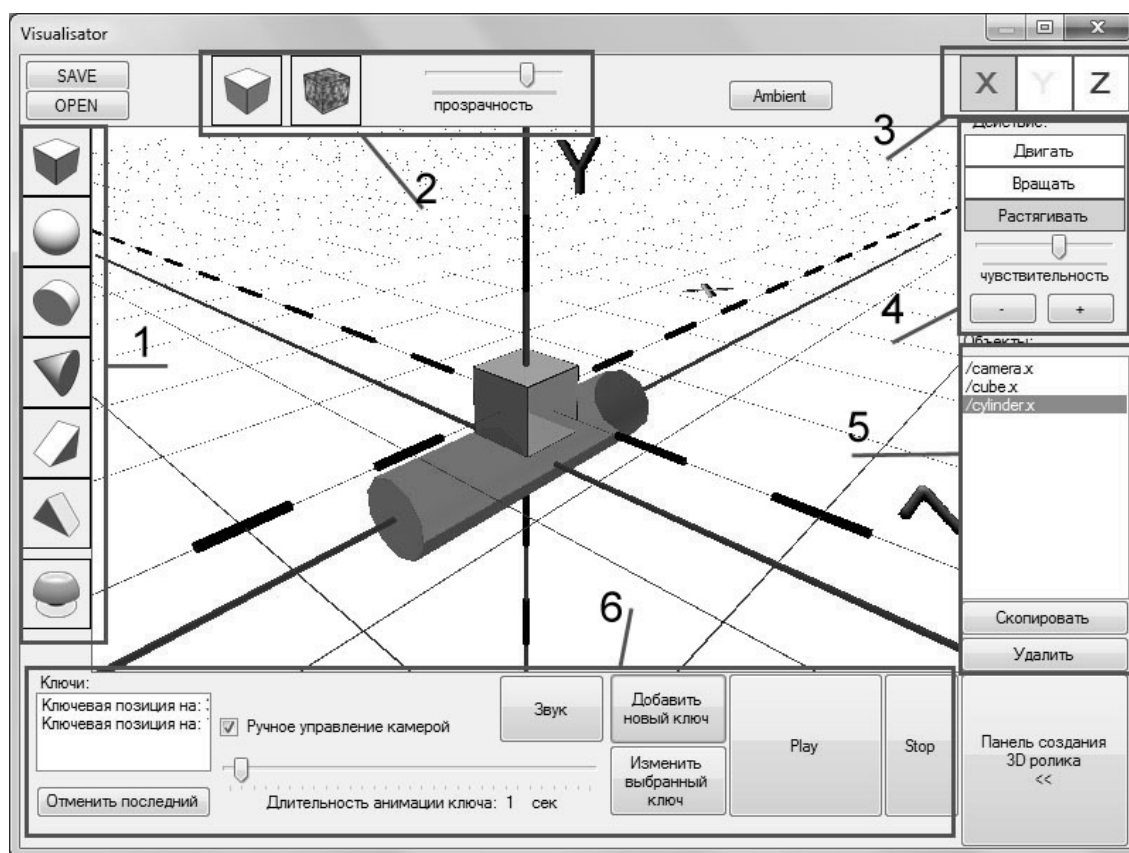 Visualisator
SAVE
OPEN
прозрачность
Ambient
X Y Z
3
Действие:
Двигать
Вращать
Растягивать
чувствительность
- +
4
2
Y
1
Объекты:
/camera.x
/cube.x
/cylinder.x
5
6
Скопировать
Удалить
Ключи:
Ключевая позиция на:
Ключевая позиция на:
Отменить последний
Ручное управление камерой
Длительность анимации ключа: 1 сек
Звук
Добавить
новый ключ
Изменить
выбранный
ключ
Play
Stop
Панель создания
3D ролика
<<